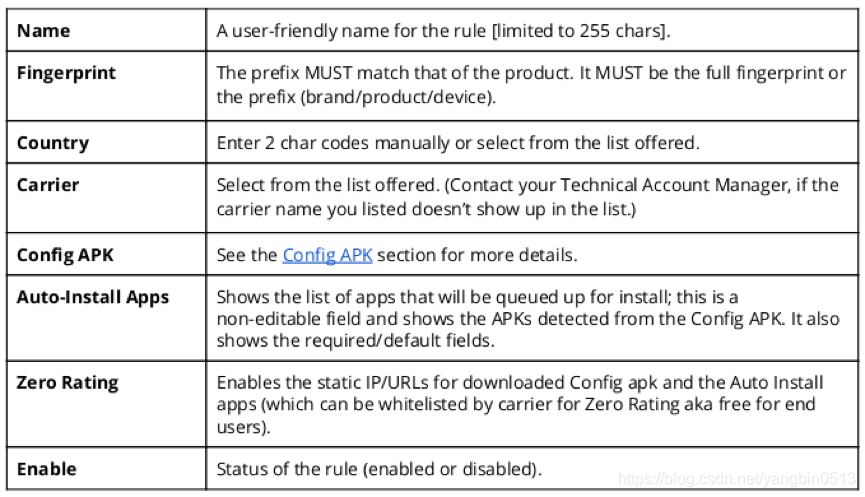 Name
A user-friendly name for the rule [limited to 255 chars].
Fingerprint
The prefix MUST match that of the product. It MUST be the full fingerprint or
the prefix (brand/product/device).
Country
Enter 2 char codes manually or select from the list offered.
Carrier
Select from the list offered. (Contact your Technical Account Manager, if the
carrier name you listed doesn’t show up in the list.)
Config APK
See the Config APK section for more details.
Auto-Install Apps
Shows the list of apps that will be queued up for install; this is a
non-editable field and shows the APKs detected from the Config APK. It also
shows the required/default fields.
Zero Rating
Enables the static IP/URLs for downloaded Config apk and the Auto Install
apps (which can be whitelisted by carrier for Zero Rating aka free for end
users).
Enable
Status of the rule (enabled or disabled).
https://blog.csdn.net/yangbin0513